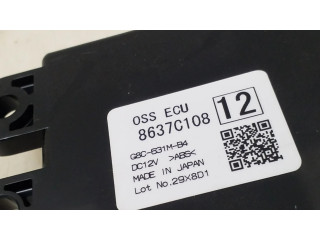 OSS ECU
8637C108 12
G8C-631M-B4
DC12V >ABS<
MADE IN JAPAN
Lot No.29X8D1